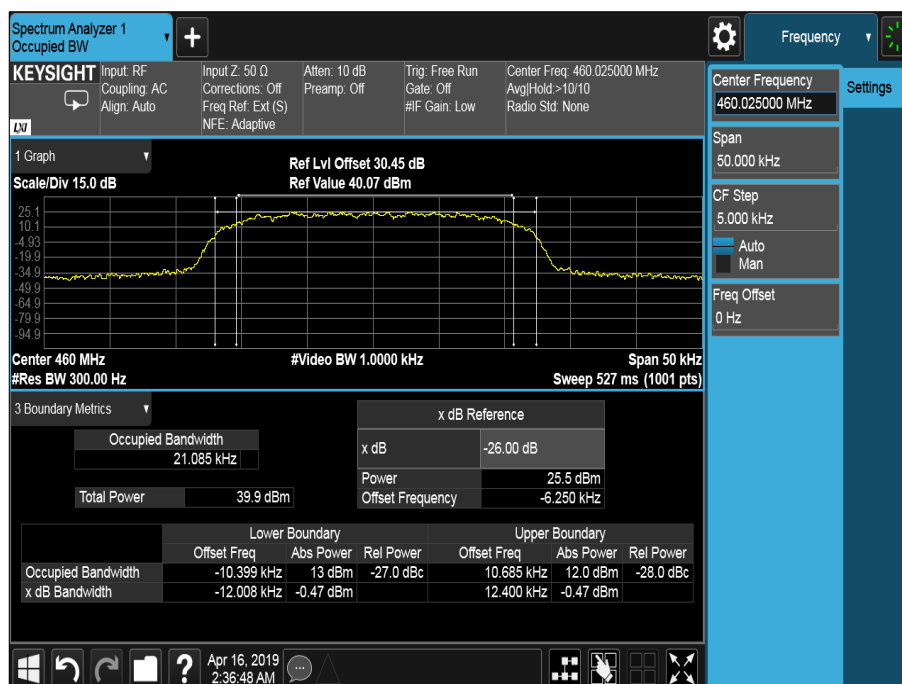 Spectrum Analyzer 1
Occupied BW
+
Frequency
KEYSIGHT
LXI
Input: RF
Coupling: AC
Align: Auto
Input Z: 50 Ω
Corrections: Off
Freq Ref: Ext (S)
NFE: Adaptive
Atten: 10 dB
Preamp: Off
Trig: Free Run
Gate: Off
#IF Gain: Low
Center Freq: 460.025000 MHz
Avg|Hold:>10/10
Radio Std: None
Center Frequency
460.025000 MHz
Settings
Span
50.000 kHz
CF Step
5.000 kHz
Auto
Man
Freq Offset
0 Hz
1 Graph
Scale/Div 15.0 dB
Ref Lvl Offset 30.45 dB
Ref Value 40.07 dBm
25.1
10.1
-4.93
-19.9
-34.9
-49.9
-64.9
-79.9
-94.9
Center 460 MHz #Video BW 1.0000 kHz Span 50 kHz
#Res BW 300.00 Hz Sweep 527 ms (1001 pts)
3 Boundary Metrics
Occupied Bandwidth
21.085 kHz
Total Power 39.9 dBm
x dB Reference
x dB -26.00 dB
Power 25.5 dBm
Offset Frequency -6.250 kHz
Lower Boundary Upper Boundary
Offset Freq Abs Power Rel Power Offset Freq Abs Power Rel Power
Occupied Bandwidth -10.399 kHz 13 dBm -27.0 dBc 10.685 kHz 12.0 dBm -28.0 dBc
x dB Bandwidth -12.008 kHz -0.47 dBm 12.400 kHz -0.47 dBm
?
Apr 16, 2019
2:36:48 AM